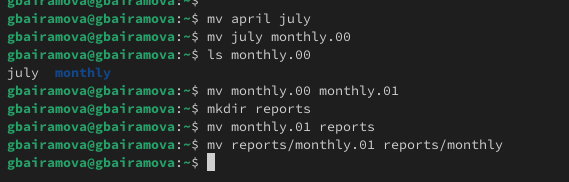 gbairamova@gbairamova:~$
gbairamova@gbairamova:~$ mv april july
gbairamova@gbairamova:~$ mv july monthly.00
gbairamova@gbairamova:~$ ls monthly.00
july  monthly
gbairamova@gbairamova:~$ mv monthly.00 monthly.01
gbairamova@gbairamova:~$ mkdir reports
gbairamova@gbairamova:~$ mv monthly.01 reports
gbairamova@gbairamova:~$ mv reports/monthly.01 reports/monthly
gbairamova@gbairamova:~$